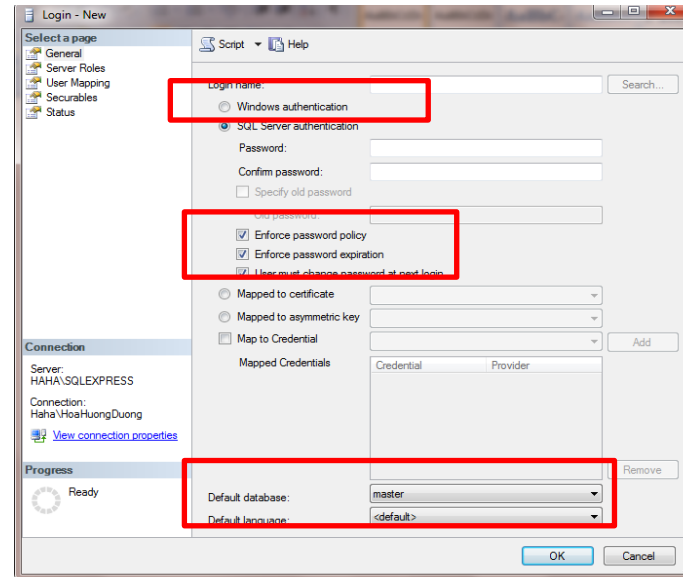 Login - New
Select a page
General
Server Roles
User Mapping
Securables
Status
Script Help
Login name: Search...
Windows authentication
SQL Server authentication
Password:
Confirm password:
Specify old password
Old password:
Enforce password policy
Enforce password expiration
User must change password at next login
Mapped to certificate
Mapped to asymmetric key
Map to Credential Add
Mapped Credentials Credential Provider
Remove
Default database: master
Default language: <default>
Connection
Server:
HAHA\SQLEXPRESS
Connection:
Haha\HoaHuongDuong
View connection properties
Progress
Ready
OK Cancel